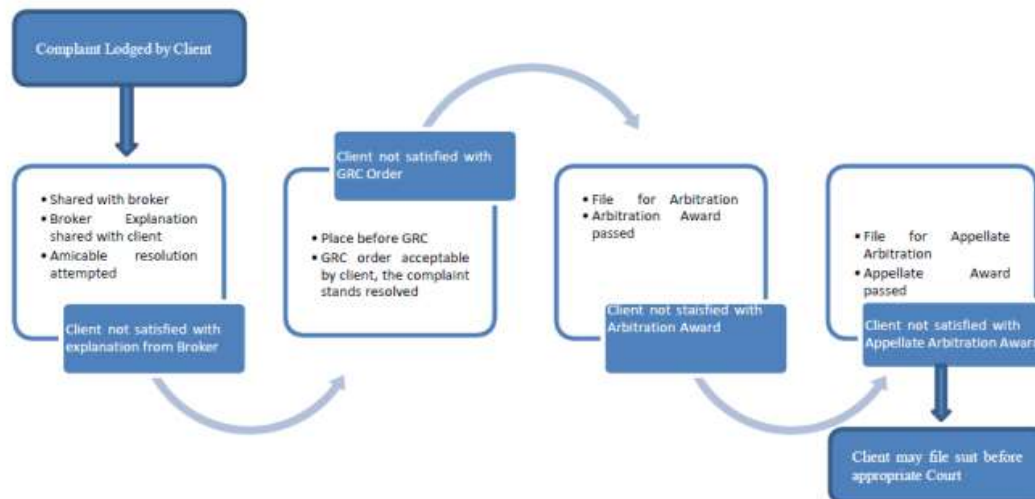 Complaint Lodged by Client
• Shared with broker
• Broker Explanation
shared with client
• Amicable resolution
attempted
Client not satisfied with
explanation from Broker
Client not satisfied with
GRC Order
• Place before GRC
• GRC order acceptable
by client, the complaint
stands resolved
• File for Arbitration
• Arbitration Award
passed
Client not staisfied with
Arbitration Award
• File for Appellate
Arbitration
• Appellate Award
passed
Client not satisfied with
Appellate Arbitration Award
Client may file suit before
appropriate Court